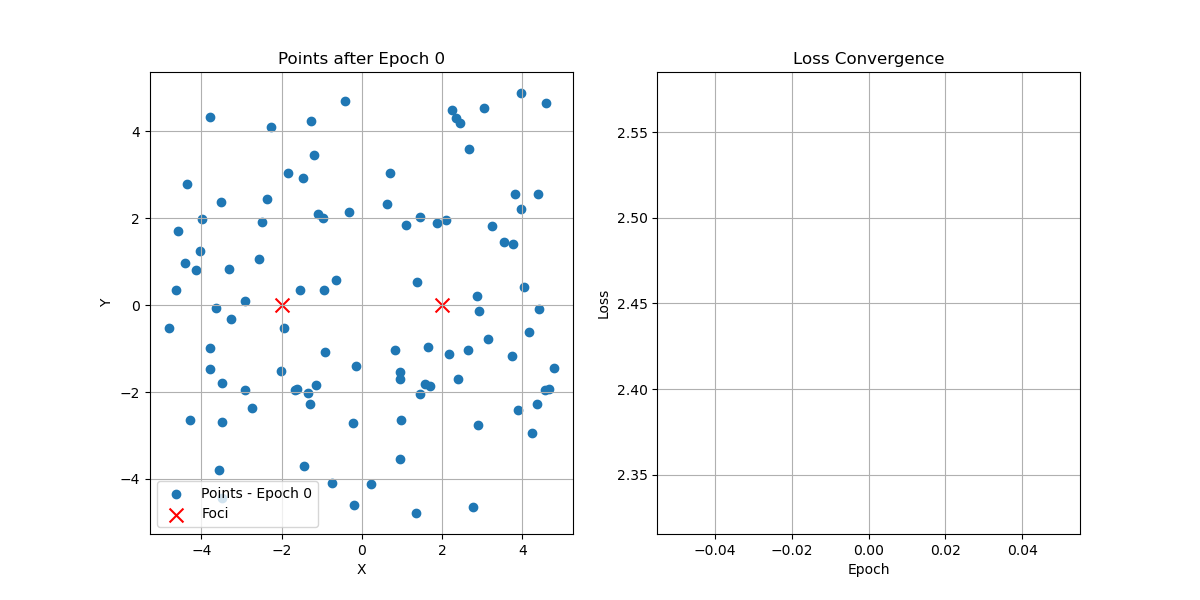 Points after Epoch 0
Loss Convergence
4
2
0
−2
−4
Y
Points - Epoch 0
Foci
−4
−2
0
2
4
X
2.55
2.50
2.45
2.40
2.35
Loss
−0.04
−0.02
0.00
0.02
0.04
Epoch